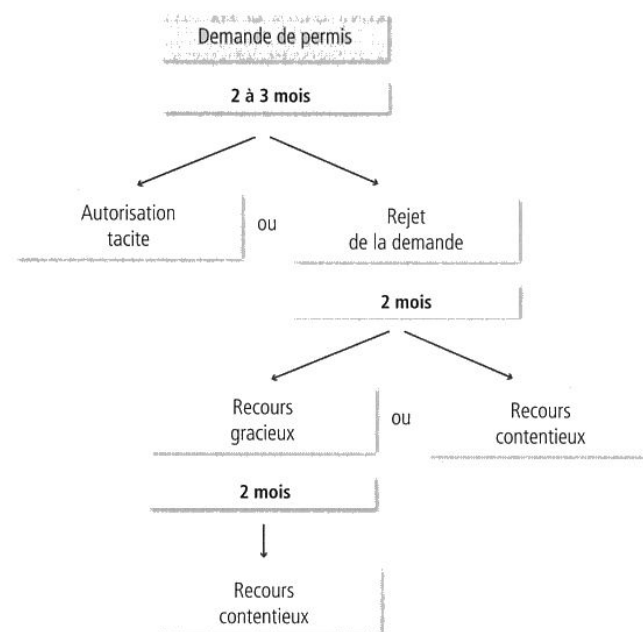 Demande de permis
2 à 3 mois
Autorisation
tacite
ou
Rejet
de la demande
2 mois
Recours
gracieux
ou
Recours
contentieux
2 mois
Recours
contentieux